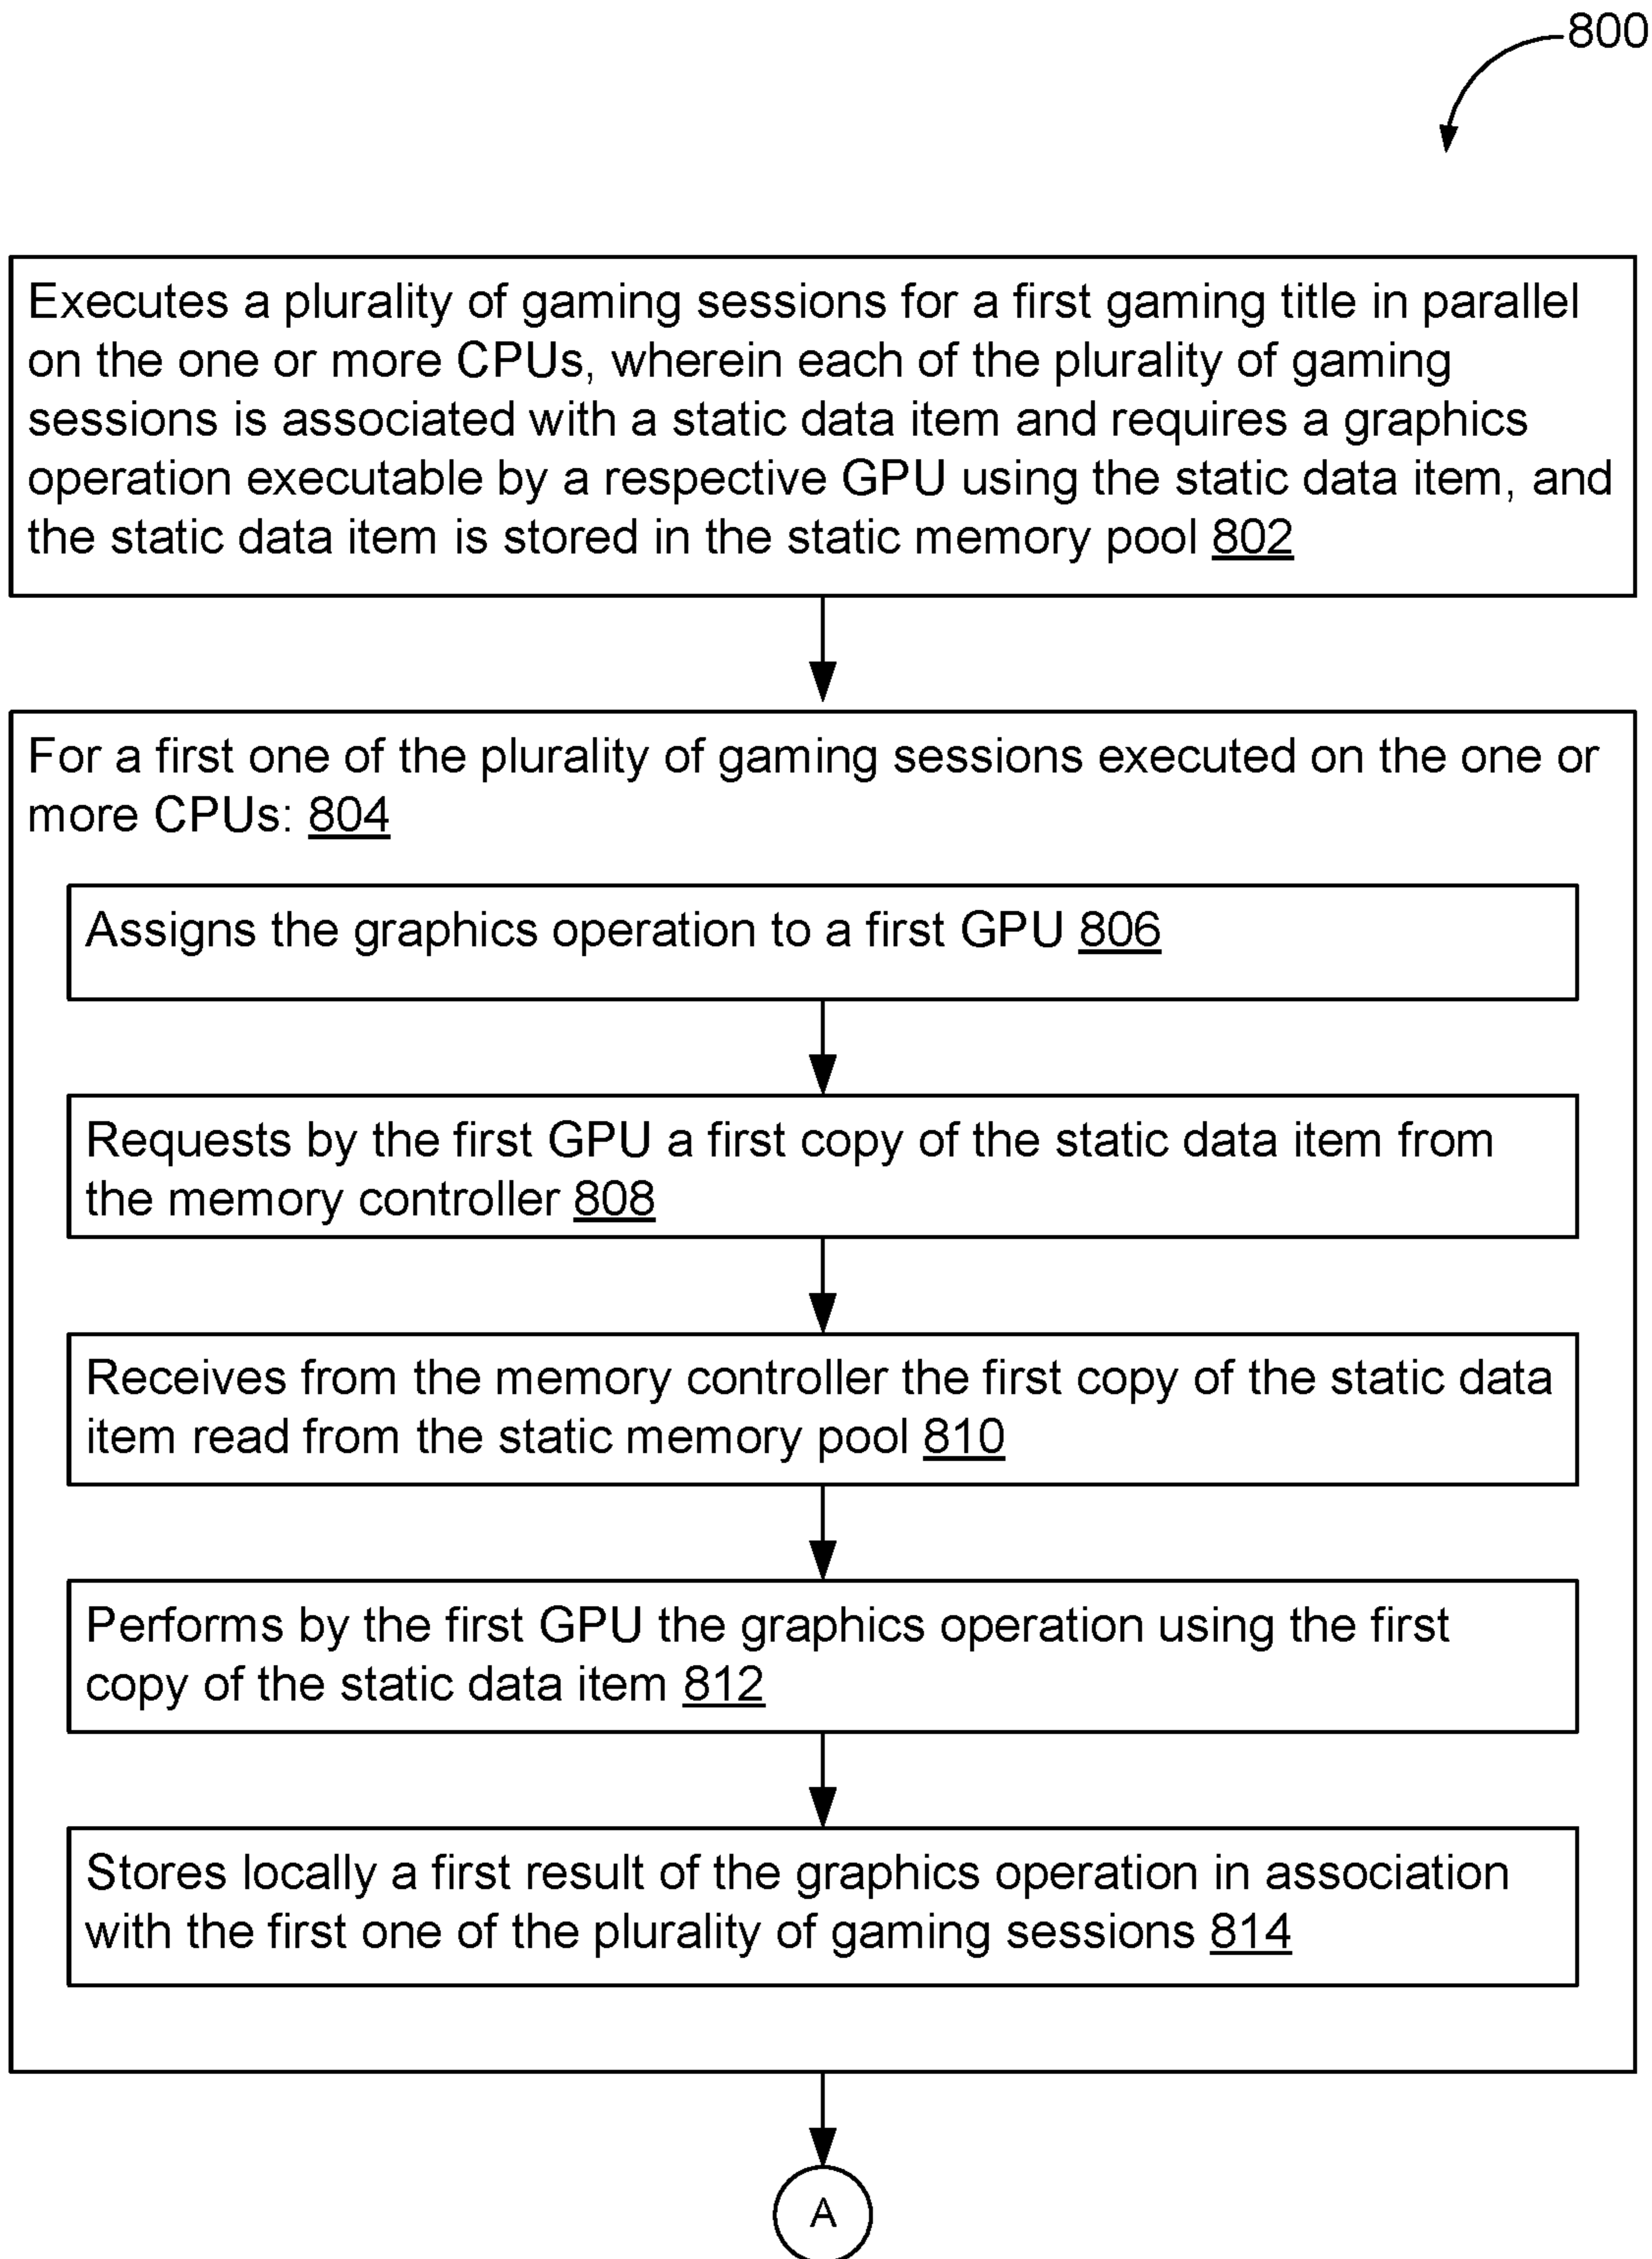 800
Executes a plurality of gaming sessions for a first gaming title in parallel
on the one or more CPUs, wherein each of the plurality of gaming
sessions is associated with a static data item and requires a graphics
operation executable by a respective GPU using the static data item, and
the static data item is stored in the static memory pool 802
For a first one of the plurality of gaming sessions executed on the one or
more CPUs: 804
Assigns the graphics operation to a first GPU 806
Requests by the first GPU a first copy of the static data item from
the memory controller 808
Receives from the memory controller the first copy of the static data
item read from the static memory pool 810
Performs by the first GPU the graphics operation using the first
copy of the static data item 812
Stores locally a first result of the graphics operation in association
with the first one of the plurality of gaming sessions 814
A